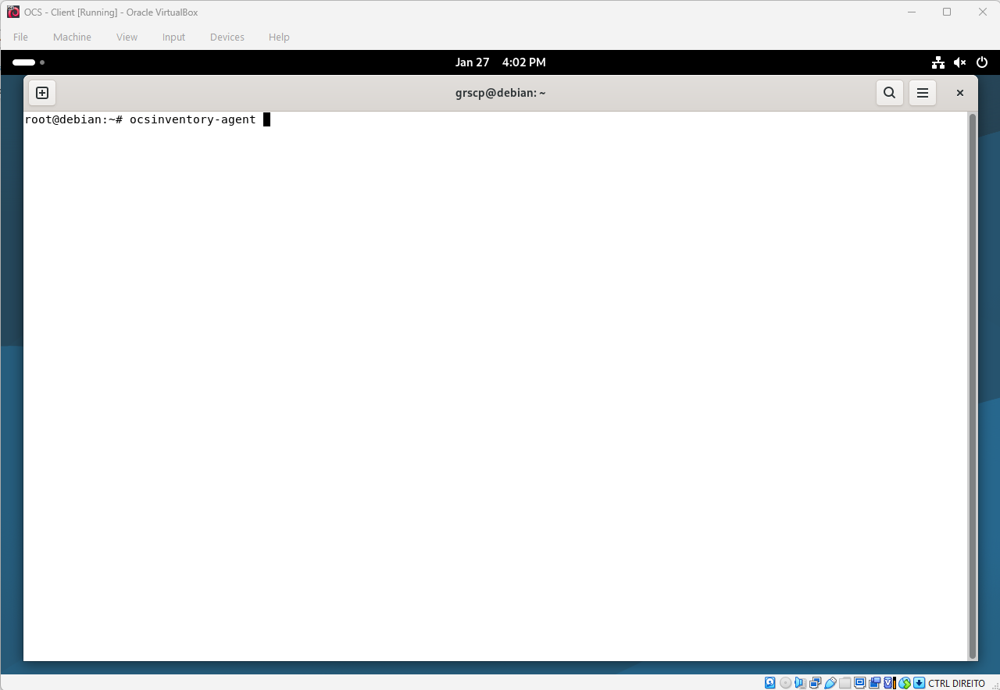 OCS - Client [Running] - Oracle VirtualBox
File Machine View Input Devices Help
Jan 27 4:02 PM
grscp@debian: ~
root@debian:~# ocsinventory-agent
CTRL DIREITO